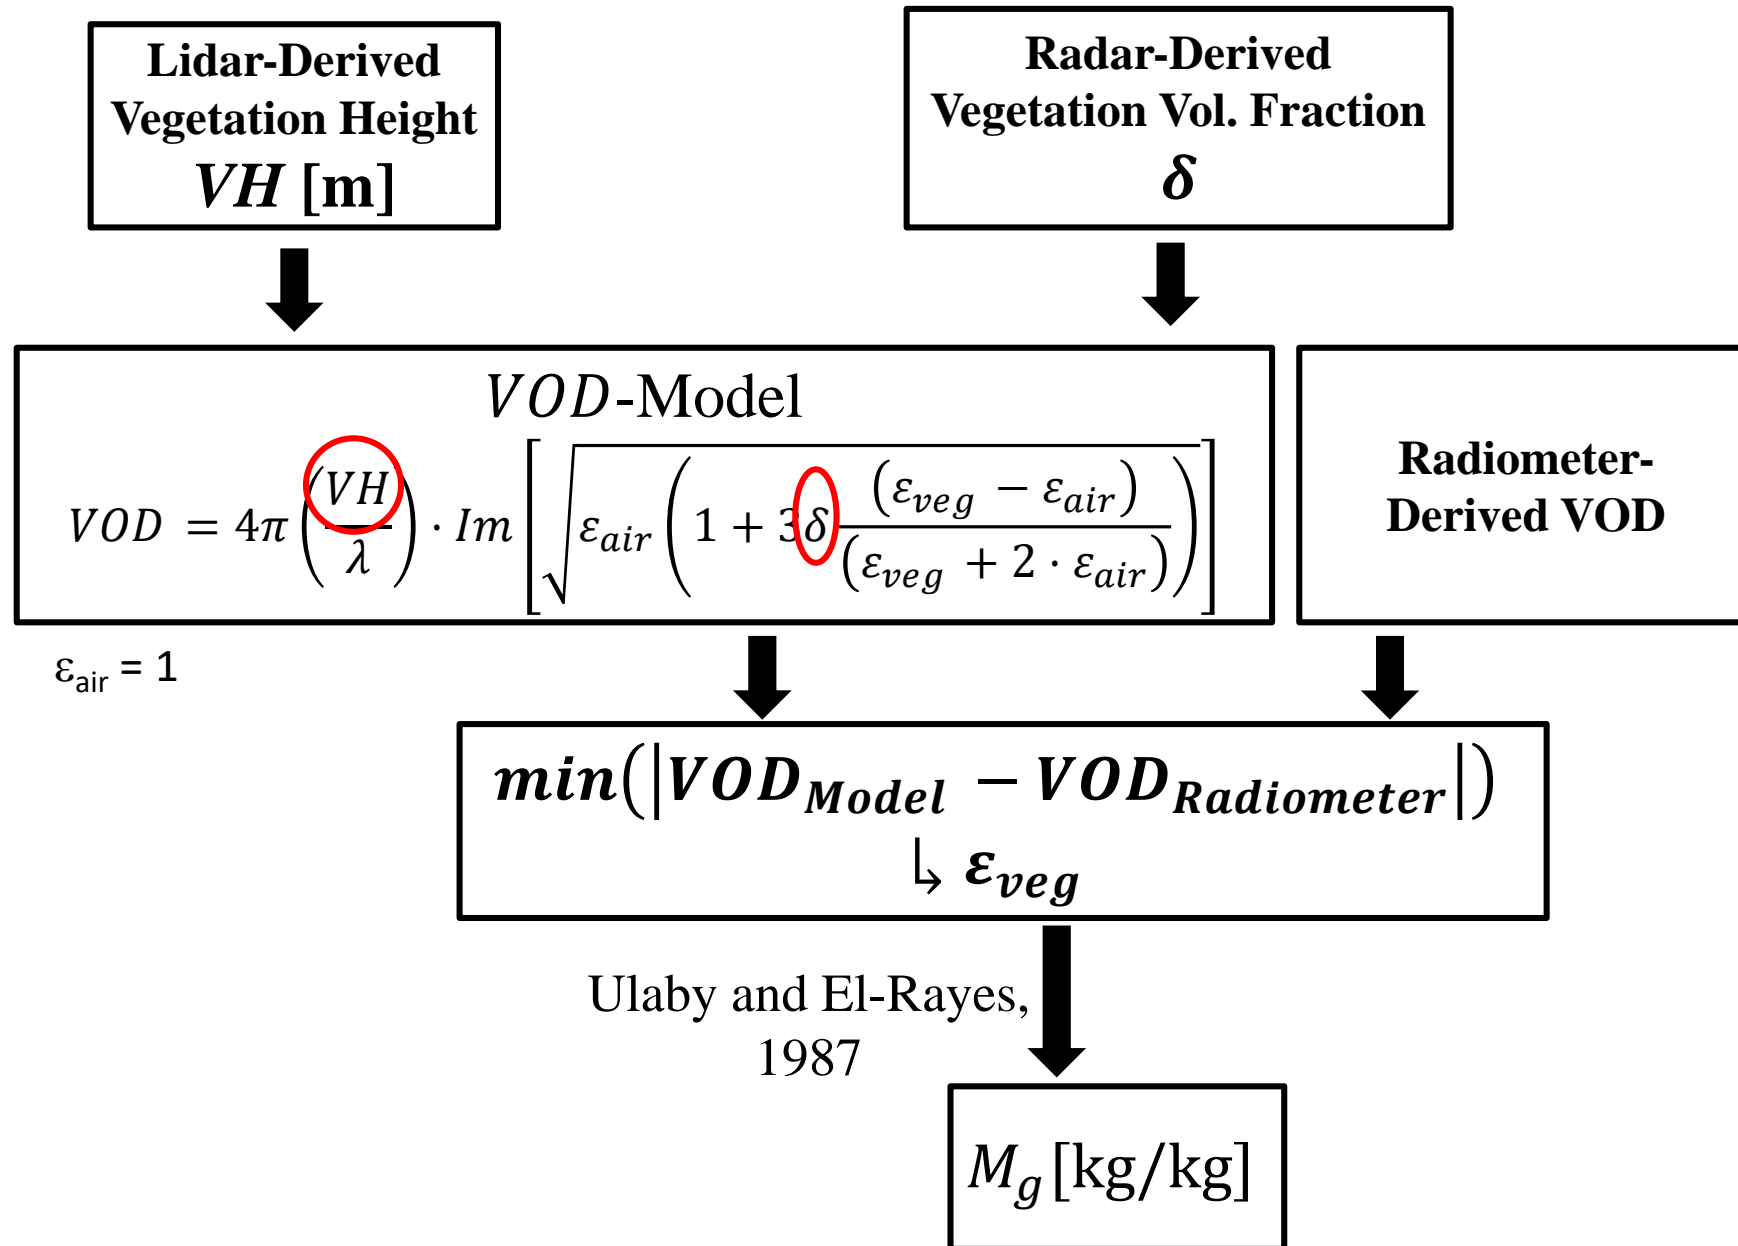 Lidar-Derived
Vegetation Height
VH [m]
Radar-Derived
Vegetation Vol. Fraction
δ
VOD-Model
VOD = 4π (VH/λ) · Im [√(ε_air (1 + 3δ (ε_veg − ε_air)/(ε_veg + 2 · ε_air)))]
Radiometer-
Derived VOD
ε_air = 1
min(|VOD_Model − VOD_Radiometer|)
↳ ε_veg
Ulaby and El-Rayes,
1987
M_g [kg/kg]